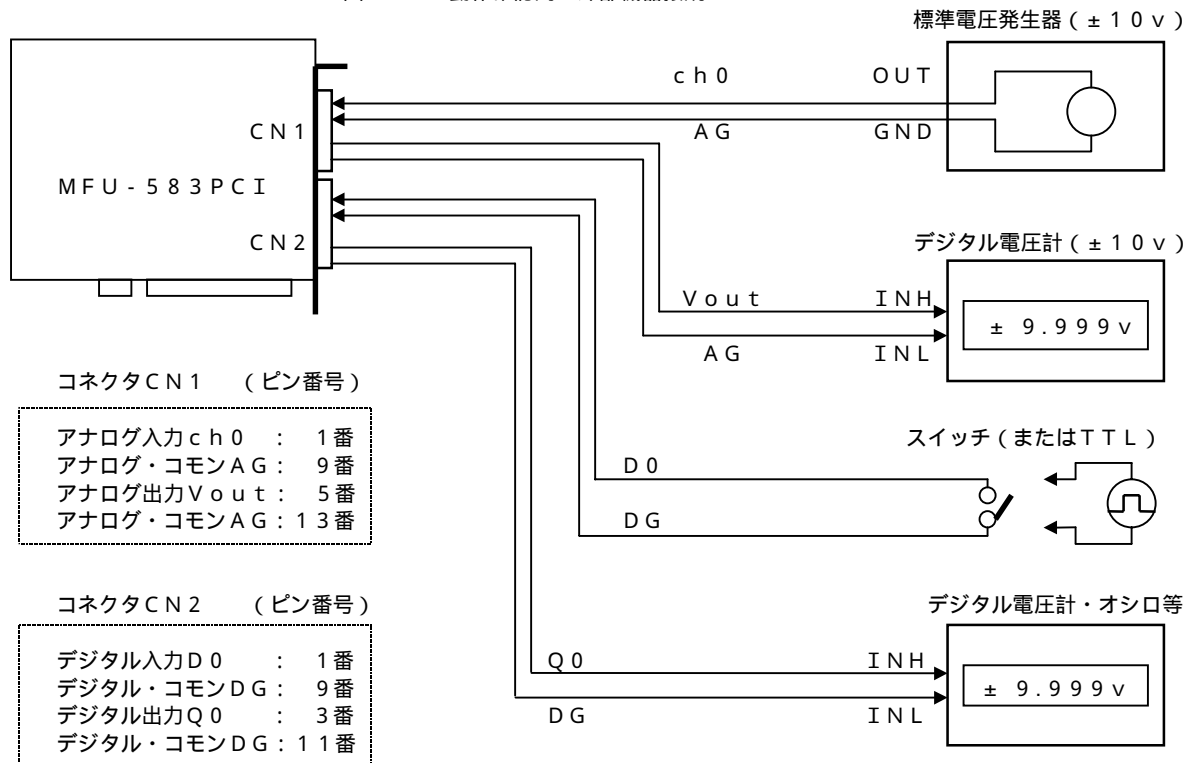 標準電圧発生器(±10v)
ch0 OUT
AG GND
CN1
MFU-583PCI
CN2
デジタル電圧計(±10v)
Vout INH
± 9.999v
AG INL
コネクタCN1 (ピン番号)
アナログ入力ch0 : 1番
アナログ・コモンAG: 9番
アナログ出力Vout: 5番
アナログ・コモンAG:13番
スイッチ(またはTTL)
D0
DG
コネクタCN2 (ピン番号)
デジタル入力D0 : 1番
デジタル・コモンDG: 9番
デジタル出力Q0 : 3番
デジタル・コモンDG:11番
デジタル電圧計・オシロ等
Q0 INH
± 9.999v
DG INL